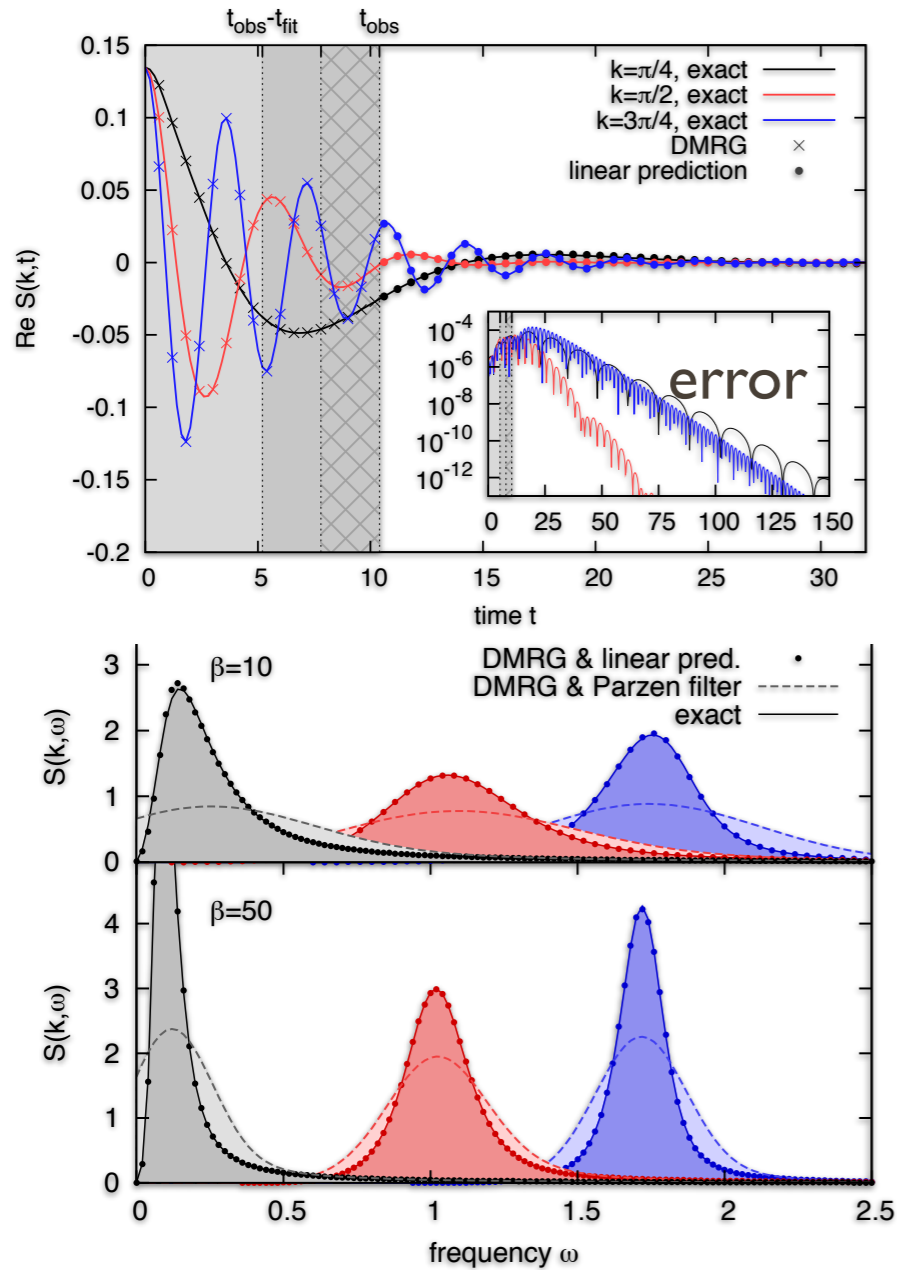 t_obs-t_fit t_obs
0.15
0.1
0.05
0
-0.05
-0.1
-0.15
-0.2
Re S(k,t)
k=π/4, exact
k=π/2, exact
k=3π/4, exact
DMRG
linear prediction
10^-4
10^-6
10^-8
10^-10
10^-12
error
0 25 50 75 100 125 150
0 5 10 15 20 25 30
time t
3
2
1
0
S(k,ω)
β=10
DMRG & linear pred.
DMRG & Parzen filter
exact
4
3
2
1
0
S(k,ω)
β=50
0 0.5 1 1.5 2 2.5
frequency ω